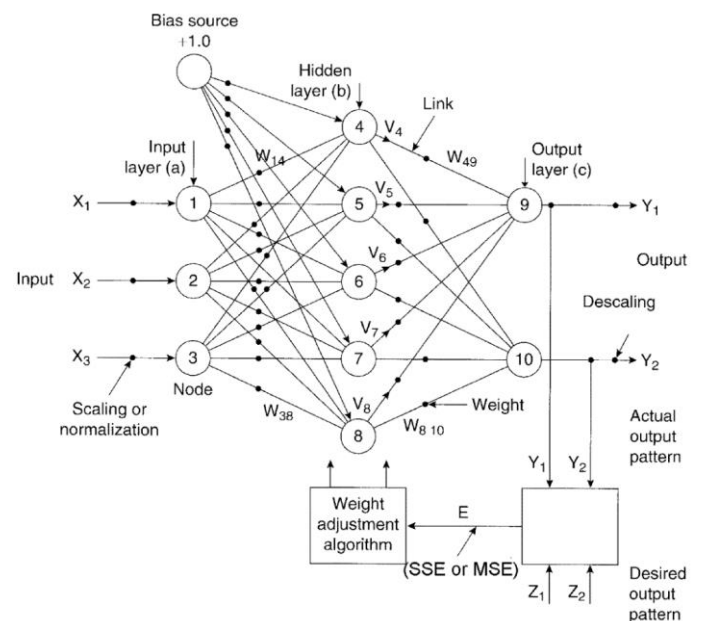 Bias source
+1.0
Hidden
layer (b)
Link
4
V4
W49
Input
layer (a)
W14
Output
layer (c)
X1
1
5
V5
9
Y1
Input
X2
2
6
V6
Output
Descaling
X3
3
7
V7
10
Y2
Node
Scaling or
normalization
W38
V8
8
W8 10
Weight
Actual
output
pattern
Y1
Y2
Weight
adjustment
algorithm
E
(SSE or MSE)
Z1
Z2
Desired
output
pattern